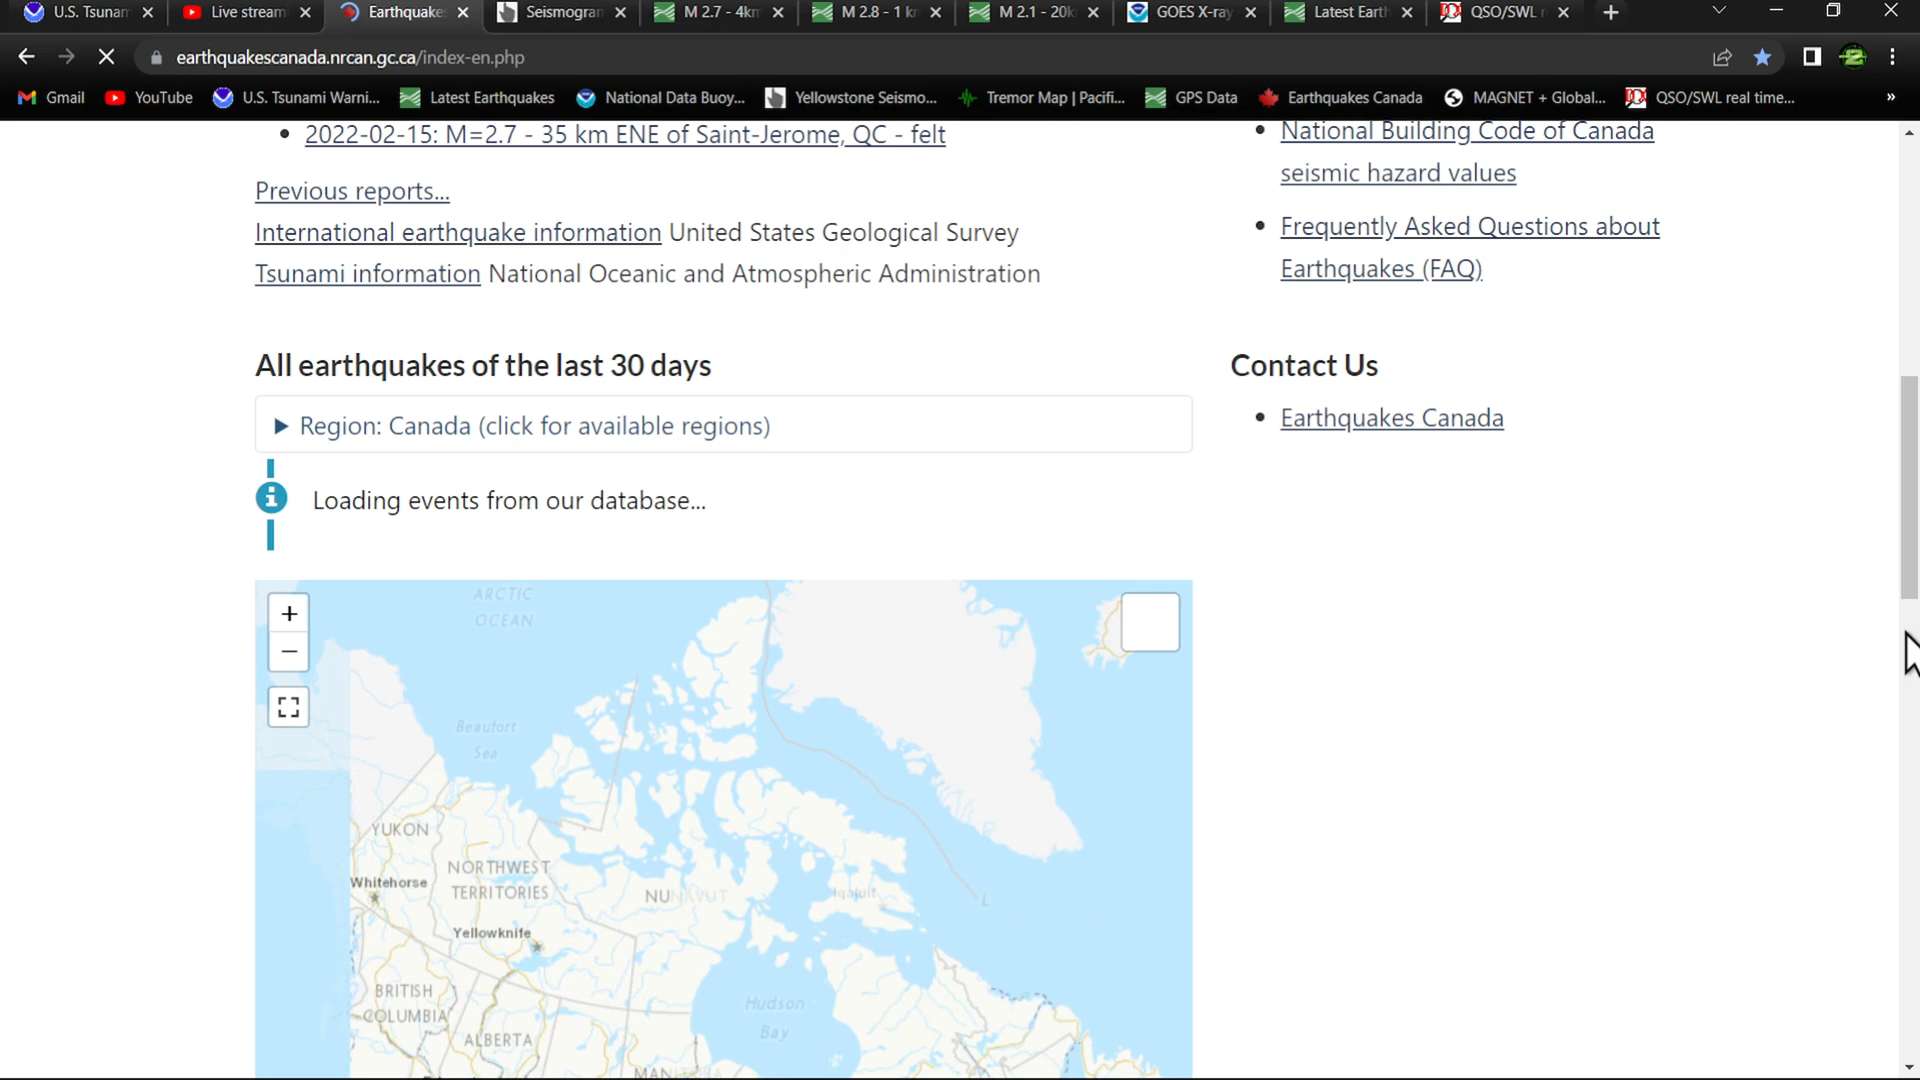 U.S. Tsunam
Live stream
Earthquake
Seismogram
M 2.7 - 4km
M 2.8 - 1 k
M 2.1 - 20k
GOES X-ray
Latest Earth
QSO/SWL r
earthquakescanada.nrcan.gc.ca/index-en.php
Gmail
YouTube
U.S. Tsunami Warni...
Latest Earthquakes
National Data Buoy...
Yellowstone Seismo...
Tremor Map | Pacifi...
GPS Data
Earthquakes Canada
MAGNET + Global...
QSO/SWL real time...
»
• 2022-02-15: M=2.7 - 35 km ENE of Saint-Jerome, QC - felt
Previous reports...
International earthquake information United States Geological Survey
Tsunami information National Oceanic and Atmospheric Administration
• National Building Code of Canada
seismic hazard values
• Frequently Asked Questions about
Earthquakes (FAQ)
All earthquakes of the last 30 days
Region: Canada (click for available regions)
Loading events from our database...
Contact Us
• Earthquakes Canada
+
−
ARCTIC
OCEAN
Beaufort
Sea
YUKON
Whitehorse
NORTHWEST
TERRITORIES
NUNAVUT
Iqaluit
L
Yellowknife
BRITISH
COLUMBIA
ALBERTA
Hudson
Bay
MANITOBA